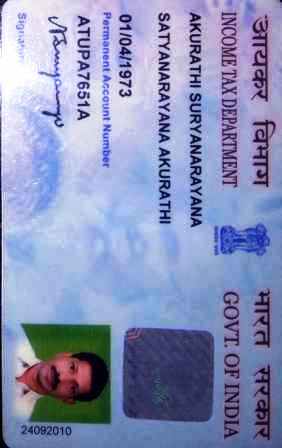 आयकर विभाग
INCOME TAX DEPARTMENT
भारत सरकार
GOVT. OF INDIA
AKURATHI SURYANARAYANA
SATYANARAYANA AKURATHI
01/04/1973
Permanent Account Number
ATUPA7651A
Signature
24092010